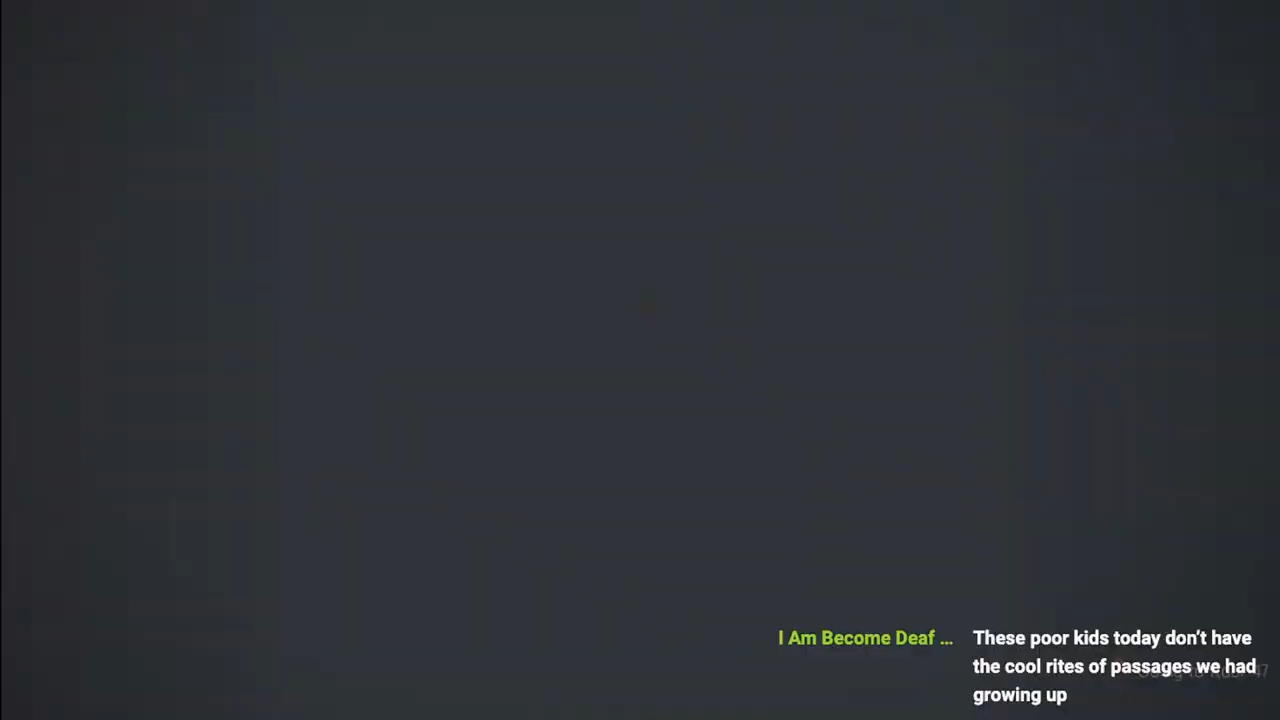 I Am Become Deaf ... These poor kids today don't have
the cool rites of passages we had
growing up